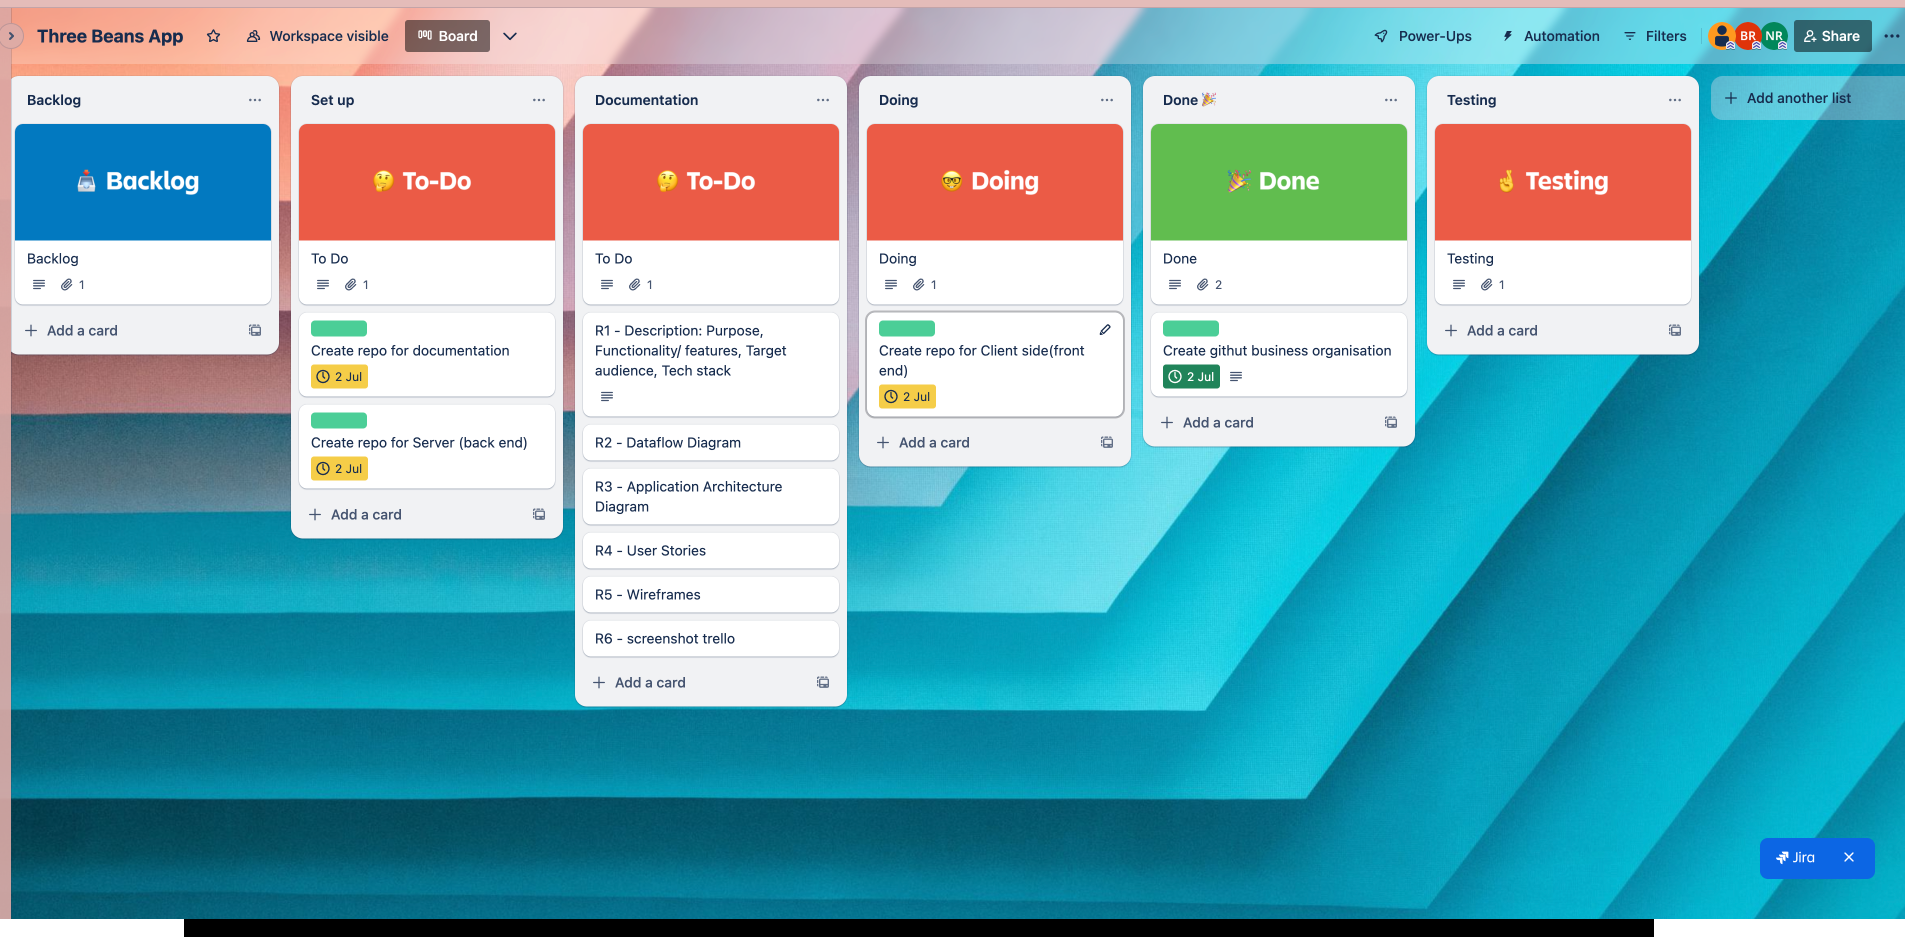 Three Beans App
Workspace visible
Board
Power-Ups
Automation
Filters
BR
NR
Share
Backlog
Backlog
Backlog
1
Add a card
Set up
To-Do
To Do
1
Create repo for documentation
2 Jul
Create repo for Server (back end)
2 Jul
Add a card
Documentation
To-Do
To Do
1
R1 - Description: Purpose,
Functionality/ features, Target
audience, Tech stack
R2 - Dataflow Diagram
R3 - Application Architecture
Diagram
R4 - User Stories
R5 - Wireframes
R6 - screenshot trello
Add a card
Doing
Doing
Doing
1
Create repo for Client side(front
end)
2 Jul
Add a card
Done
Done
Done
2
Create githut business organisation
2 Jul
Add a card
Testing
Testing
Testing
1
Add a card
Add another list
Jira